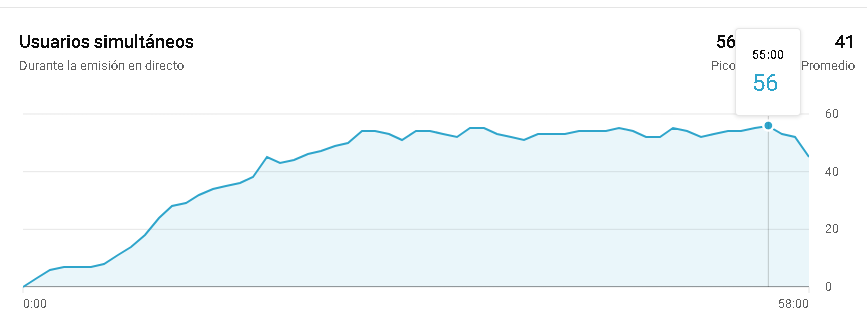 Usuarios simultáneos
Durante la emisión en directo
56
Pico
41
Promedio
55:00
56
60
40
20
0
0:00
58:00